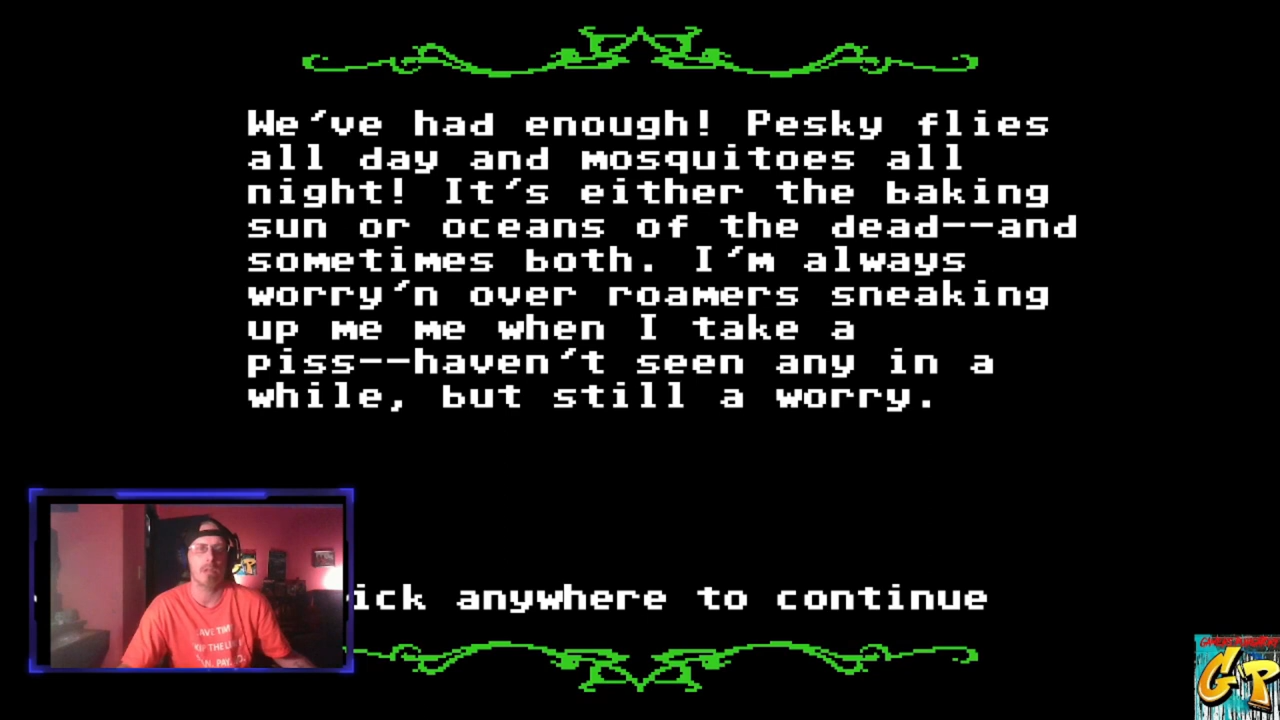 We've had enough! Pesky flies
all day and mosquitoes all
night! It's either the baking
sun or oceans of the dead--and
sometimes both. I'm always
worry'n over roamers sneaking
up me me when I take a
piss--haven't seen any in a
while, but still a worry.
ick anywhere to continue
GP